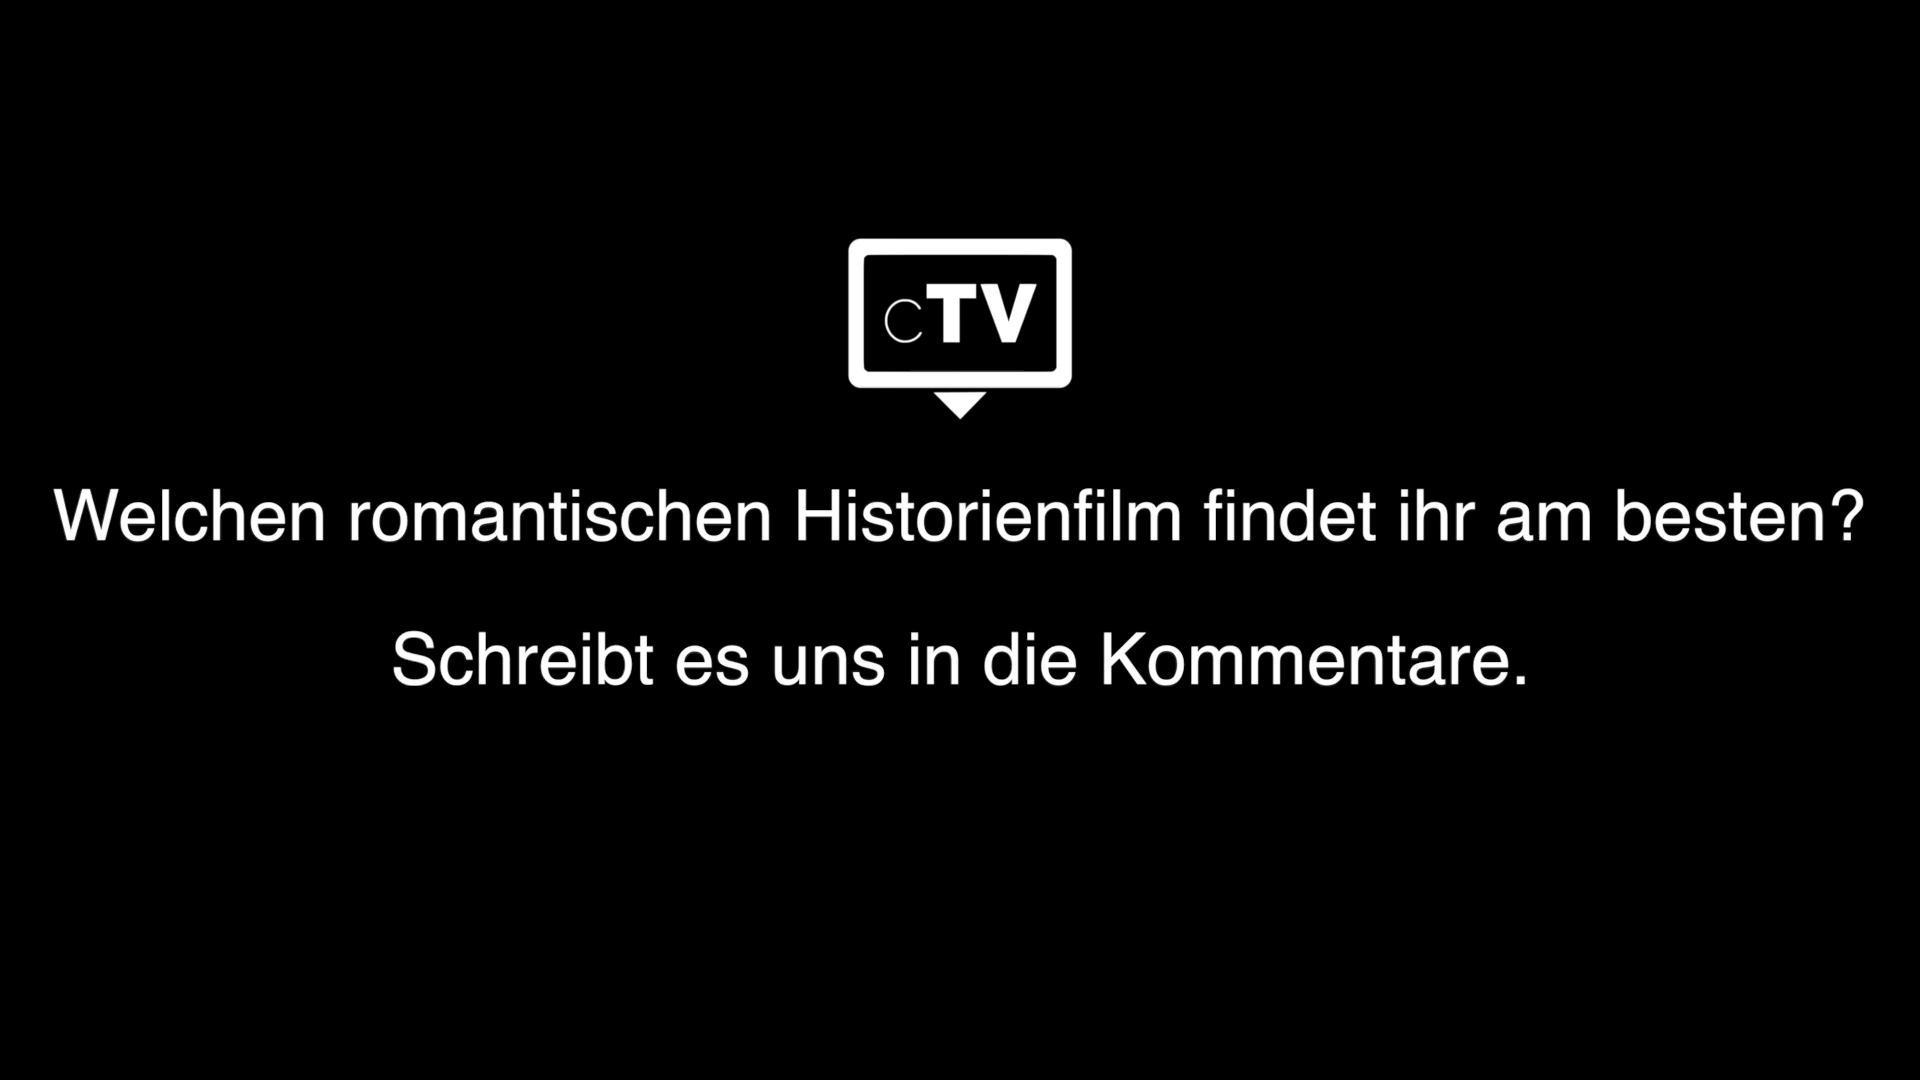 cTV
Welchen romantischen Historienfilm findet ihr am besten?
Schreibt es uns in die Kommentare.